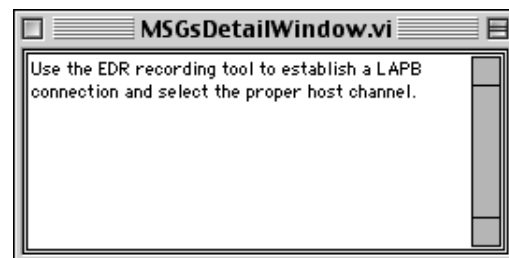 MSGsDetailWindow.vi
Use the EDR recording tool to establish a LAPB
connection and select the proper host channel.